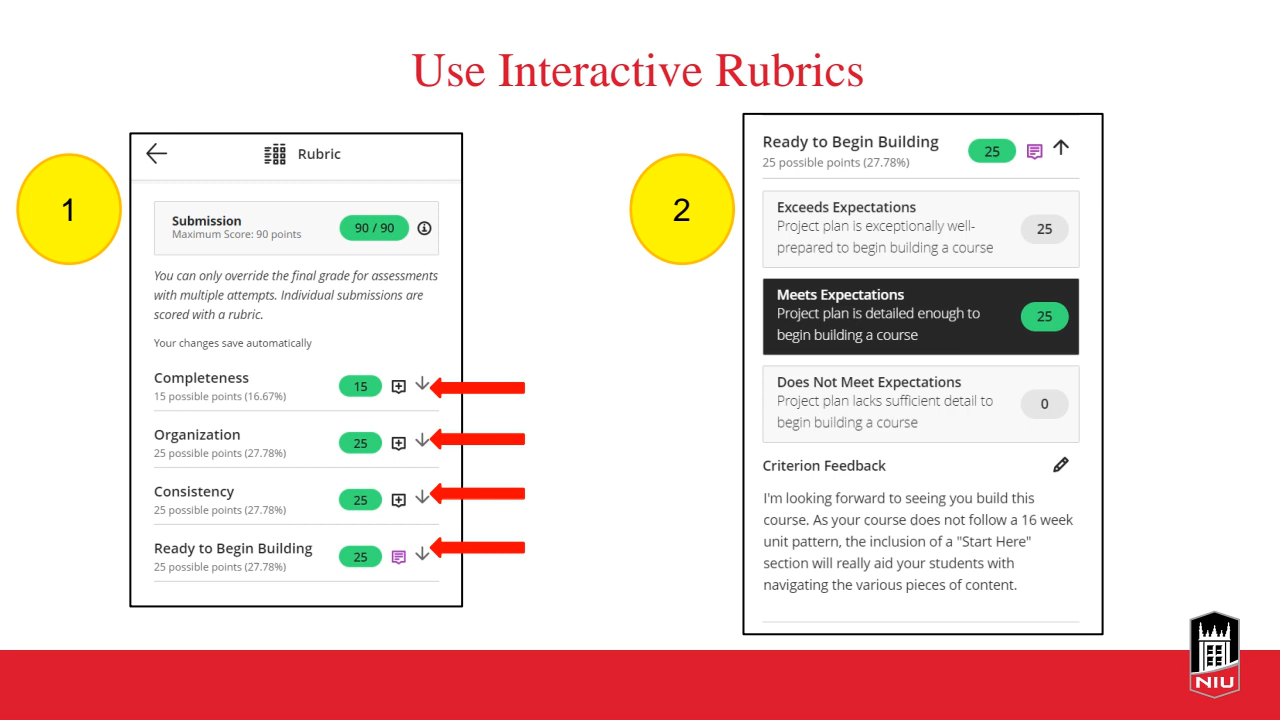 Use Interactive Rubrics
1
Rubric
Submission
Maximum Score: 90 points
90 / 90
You can only override the final grade for assessments
with multiple attempts. Individual submissions are
scored with a rubric.
Your changes save automatically
Completeness
15 possible points (16.67%)
15
Organization
25 possible points (27.78%)
25
Consistency
25 possible points (27.78%)
25
Ready to Begin Building
25 possible points (27.78%)
25
2
Ready to Begin Building
25 possible points (27.78%)
25
Exceeds Expectations
Project plan is exceptionally well-
prepared to begin building a course
25
Meets Expectations
Project plan is detailed enough to
begin building a course
25
Does Not Meet Expectations
Project plan lacks sufficient detail to
begin building a course
0
Criterion Feedback
I'm looking forward to seeing you build this
course. As your course does not follow a 16 week
unit pattern, the inclusion of a "Start Here"
section will really aid your students with
navigating the various pieces of content.
NIU